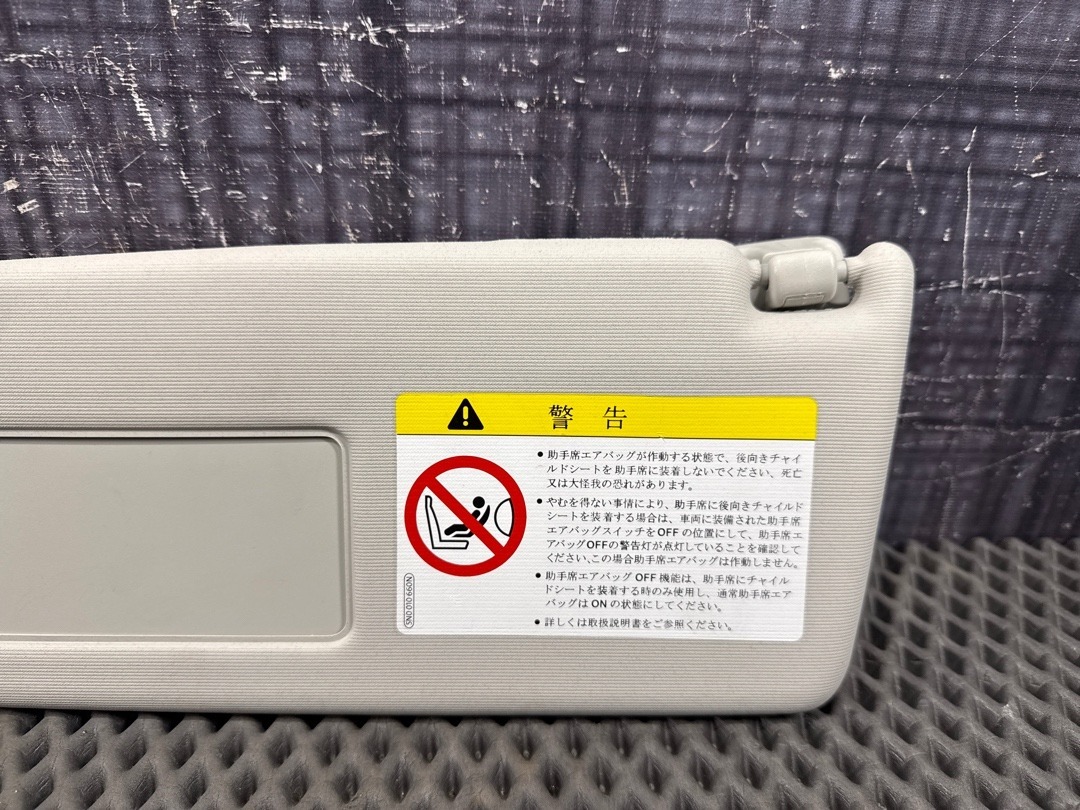 警 告
● 助手席エアバッグが作動する状態で、後向きチャイ
ルドシートを助手席に装着しないでください、死亡
又は大怪我の恐れがあります。
● やむを得ない事情により、助手席に後向きチャイルド
シートを装着する場合は、車両に装備された助手席
エアバッグスイッチをOFF の位置にして、助手席エ
アバッグOFFの警告灯が点灯していることを確認して
ください、この場合助手席エアバッグは作動しません。
● 助手席エアバッグ OFF 機能は、助手席にチャイル
ドシートを装着する時のみ使用し、通常助手席エア
バッグは ON の状態にしてください。
● 詳しくは取扱説明書をご参照ください。
5N0 010 099N